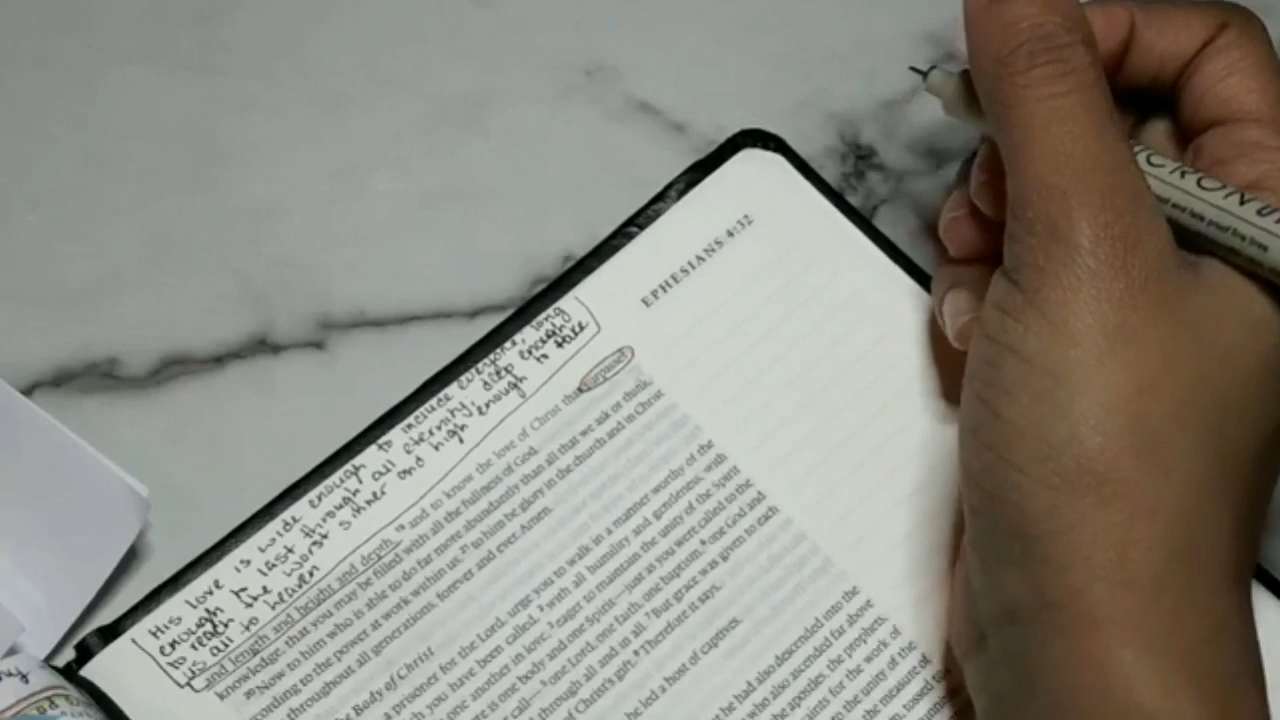 EPHESIANS 4:32
His love is wide enough to include everyone, long
enough to last through all eternity, deep enough
to reach the worst sinner and high enough to take
us all to heaven
and length and height and depth, 19 and to know the love of Christ that surpasses
knowledge, that you may be filled with all the fullness of God.
20 Now to him who is able to do far more abundantly than all that we ask or think,
according to the power at work within us, 21 to him be glory in the church and in Christ
throughout all generations, forever and ever. Amen.
Body of Christ
a prisoner for the Lord, urge you to walk in a manner worthy of the
you have been called, 2 with all humility and gentleness, with
one another in love, 3 eager to maintain the unity of the Spirit
is one body and one Spirit—just as you were called to the
call— 5 one Lord, one faith, one baptism, 6 one God and
through all and in all. 7 But grace was given to each
of Christ's gift. 8 Therefore it says,
he led a host of captives,
he had also descended into the
who also ascended far above
apostles, the prophets,
for the work of
to the unity of the
the measure of
CRON